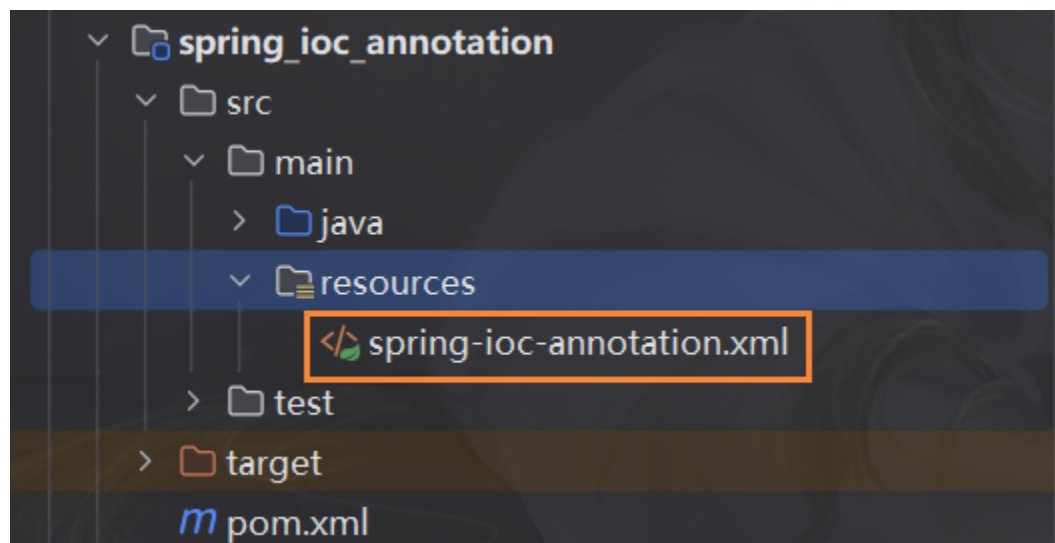 spring_ioc_annotation
src
main
java
resources
spring-ioc-annotation.xml
test
target
m pom.xml